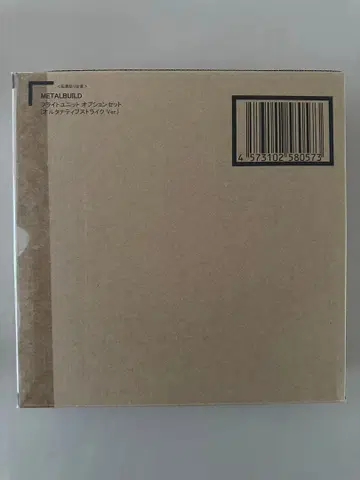 METALBUILD
フライトユニット オプションセット
(オルタナティブストライク Ver.)
4 573102 580573